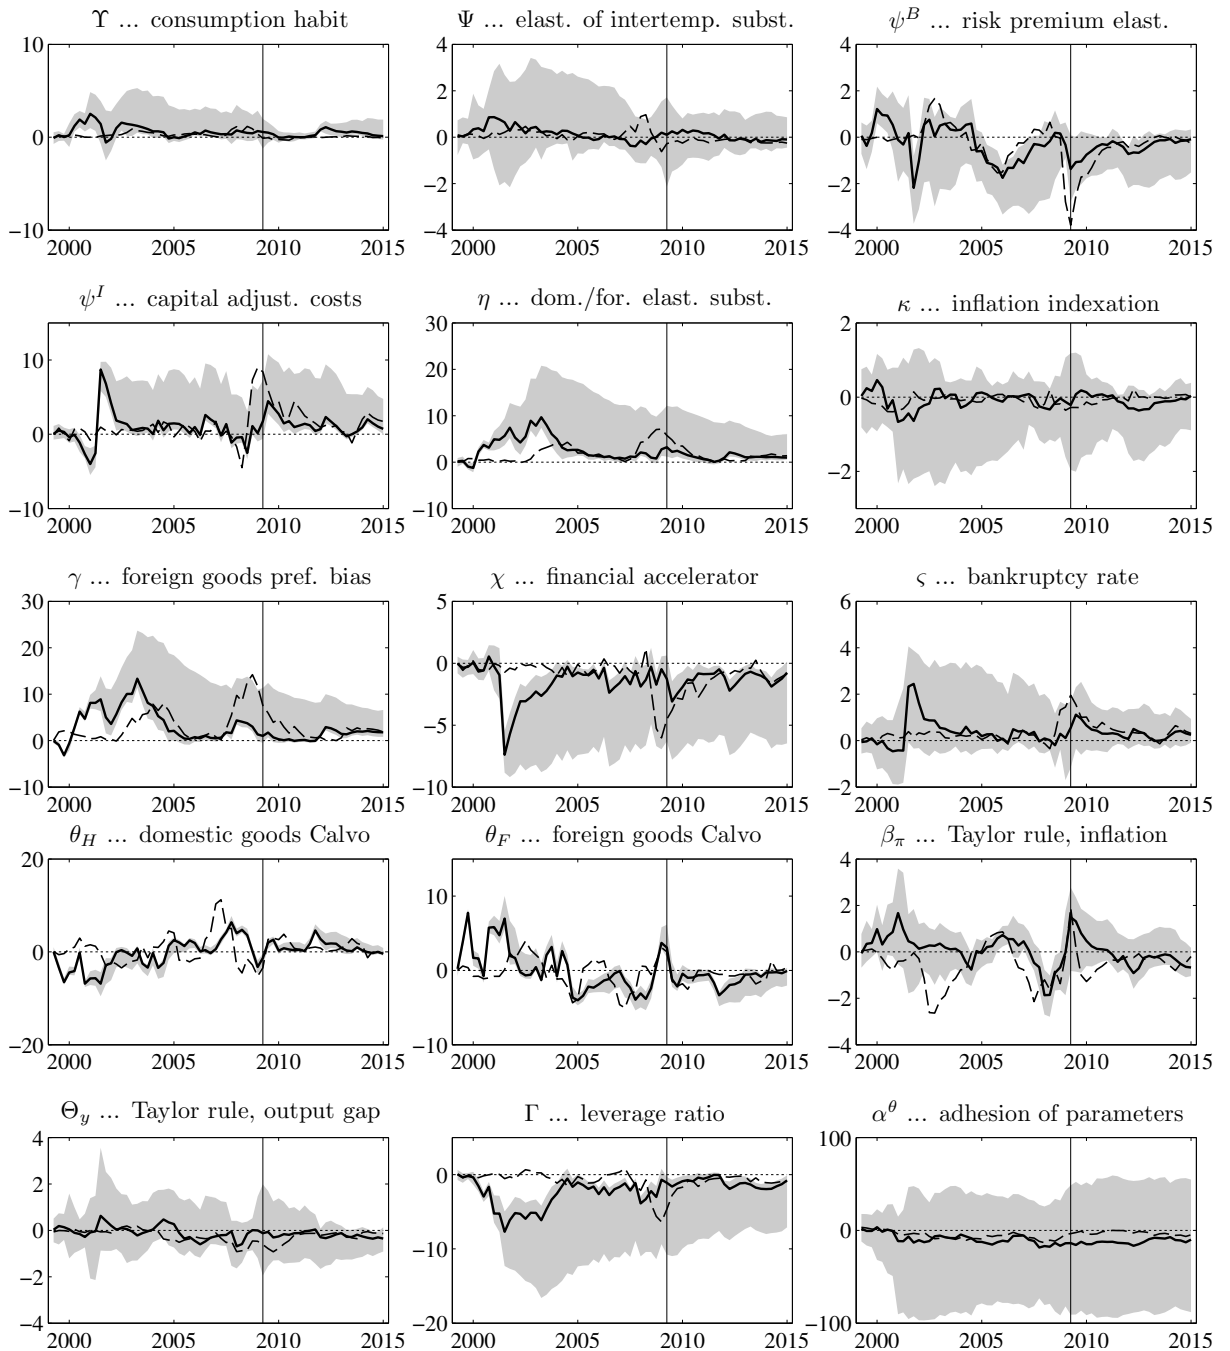 Υ ... consumption habit
Ψ ... elast. of intertemp. subst.
ψ^B ... risk premium elast.
10
0
−10
2000 2005 2010 2015
4
2
0
−2
−4
2000 2005 2010 2015
4
2
0
−2
−4
2000 2005 2010 2015
ψ^I ... capital adjust. costs
η ... dom./for. elast. subst.
κ ... inflation indexation
10
0
−10
2000 2005 2010 2015
30
20
10
0
−10
2000 2005 2010 2015
2
0
−2
2000 2005 2010 2015
γ ... foreign goods pref. bias
χ ... financial accelerator
ς ... bankruptcy rate
30
20
10
0
−10
2000 2005 2010 2015
5
0
−5
−10
2000 2005 2010 2015
6
4
2
0
−2
2000 2005 2010 2015
θ_H ... domestic goods Calvo
θ_F ... foreign goods Calvo
β_π ... Taylor rule, inflation
20
0
−20
2000 2005 2010 2015
10
0
−10
2000 2005 2010 2015
4
2
0
−2
−4
2000 2005 2010 2015
Θ_y ... Taylor rule, output gap
Γ ... leverage ratio
α^θ ... adhesion of parameters
4
2
0
−2
−4
2000 2005 2010 2015
0
−10
−20
2000 2005 2010 2015
100
0
−100
2000 2005 2010 2015